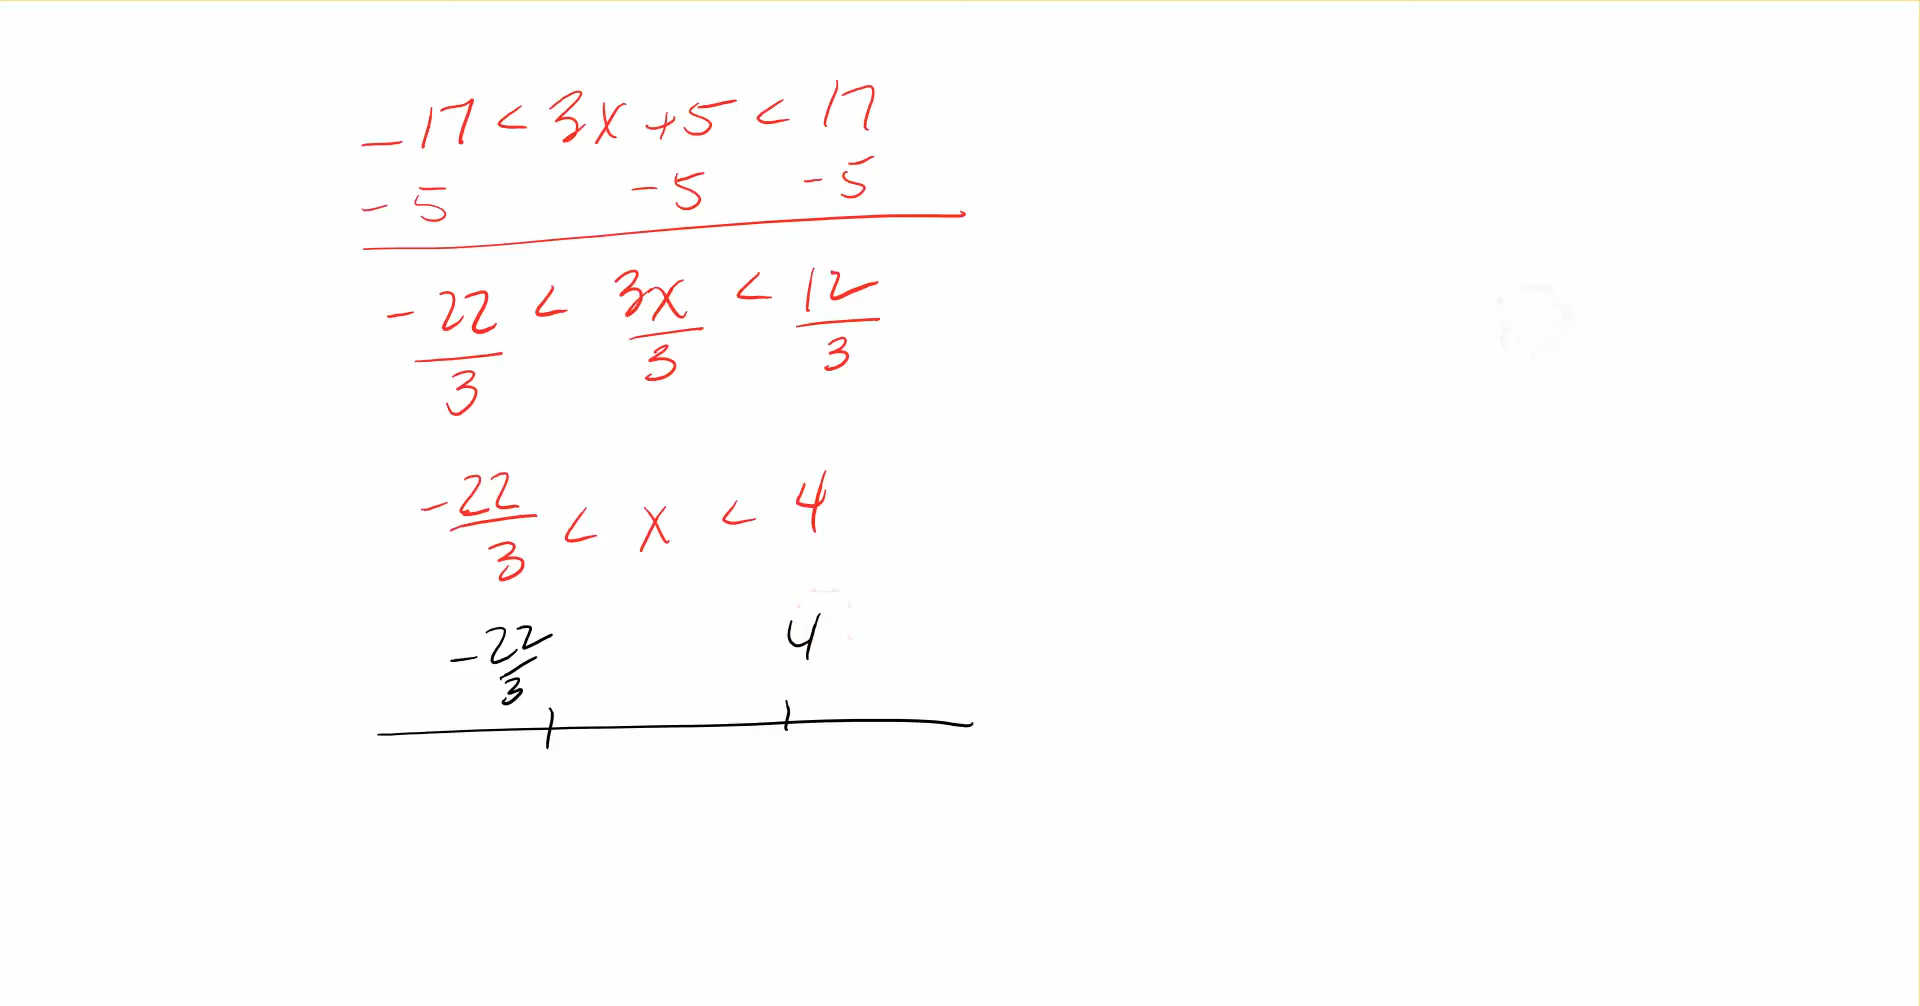 -17 < 3x + 5 < 17
-5 -5 -5
-22/3 < 3x/3 < 12/3
-22/3 < x < 4
-22/3 4